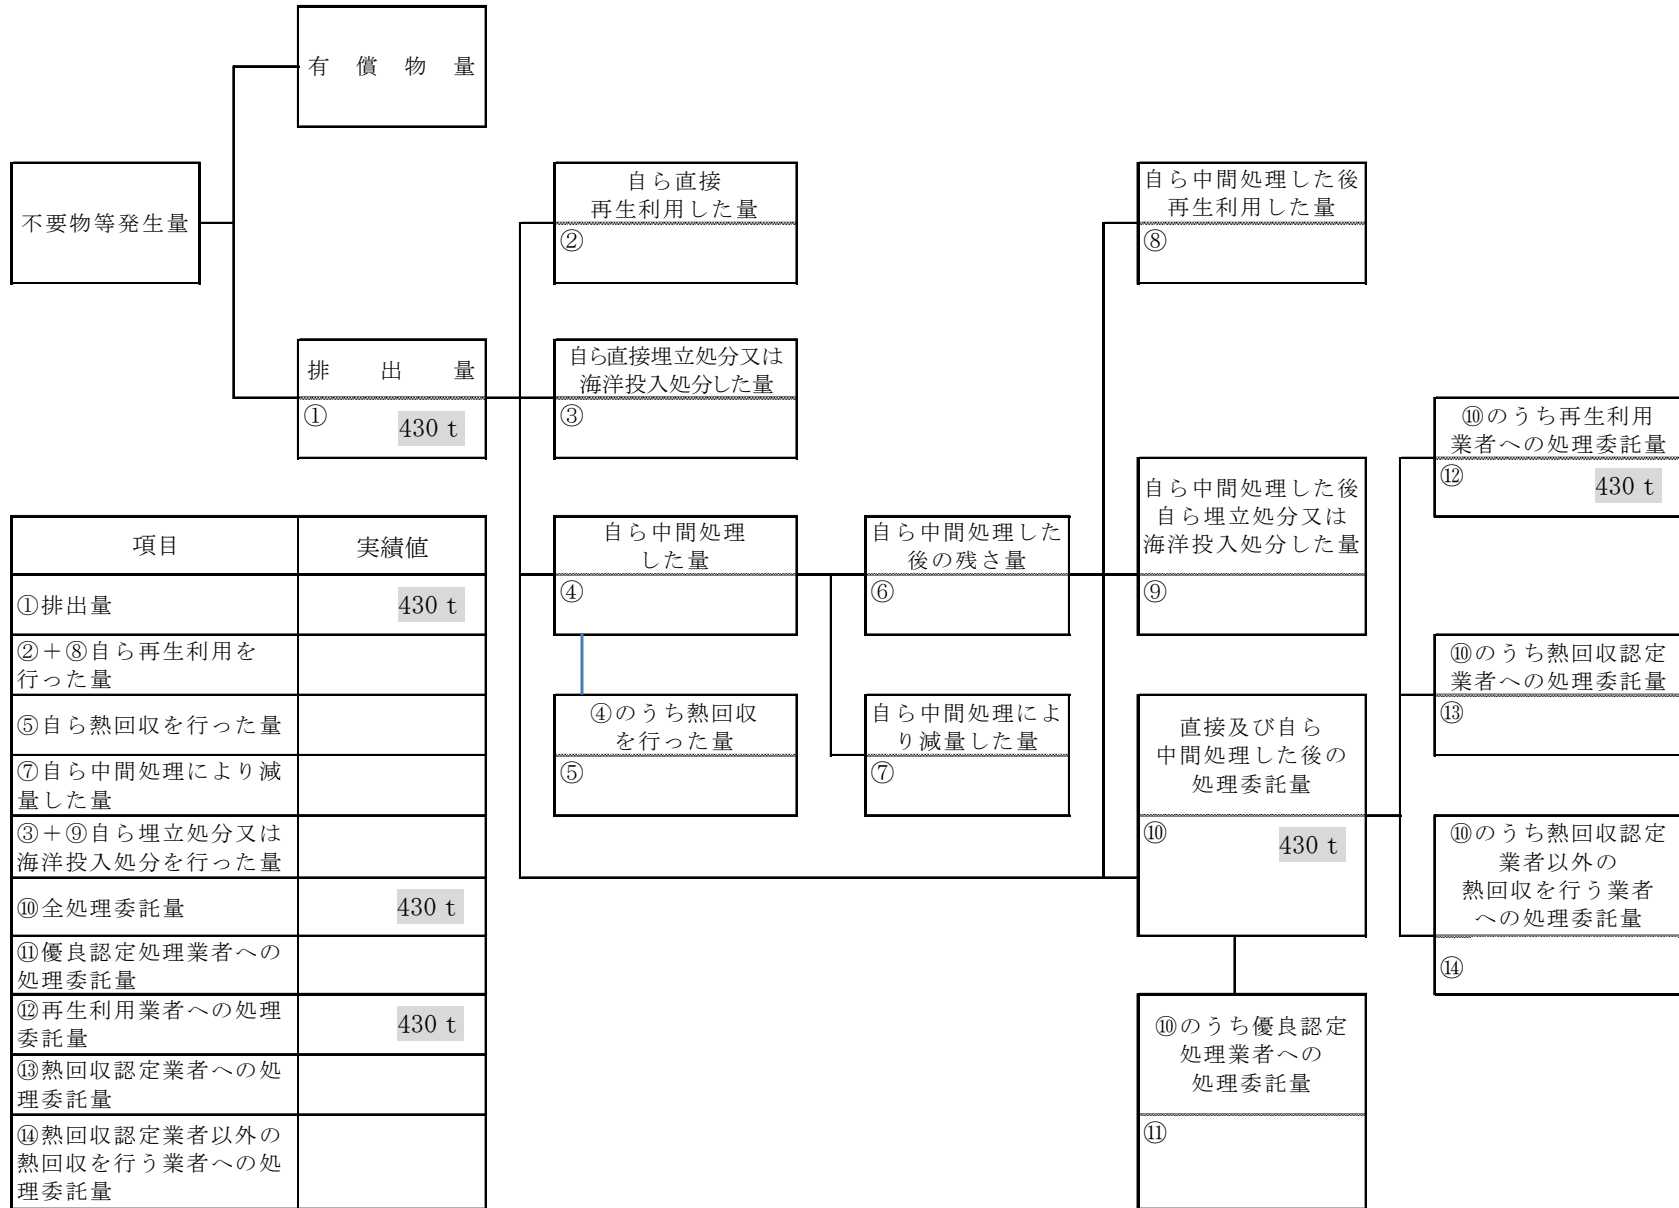 有償物量
不要物等発生量
自ら直接
再生利用した量
②
自ら中間処理した後
再生利用した量
⑧
排出量
①
430 t
自ら直接埋立処分又は
海洋投入処分した量
③
⑩のうち再生利用
業者への処理委託量
⑫
430 t
自ら中間処理した後
自ら埋立処分又は
海洋投入処分した量
⑨
自ら中間処理
した量
④
自ら中間処理した
後の残さ量
⑥
⑩のうち熱回収認定
業者への処理委託量
⑬
④のうち熱回収
を行った量
⑤
自ら中間処理によ
り減量した量
⑦
直接及び自ら
中間処理した後の
処理委託量
⑩
430 t
⑩のうち熱回収認定
業者以外の
熱回収を行う業者
への処理委託量
⑭
⑩のうち優良認定
処理業者への
処理委託量
⑪
項目 実績値
①排出量 430 t
②＋⑧自ら再生利用を
行った量
⑤自ら熱回収を行った量
⑦自ら中間処理により減
量した量
③＋⑨自ら埋立処分又は
海洋投入処分を行った量
⑩全処理委託量 430 t
⑪優良認定処理業者への
処理委託量
⑫再生利用業者への処理
委託量 430 t
⑬熱回収認定業者への処
理委託量
⑭熱回収認定業者以外の
熱回収を行う業者への処
理委託量